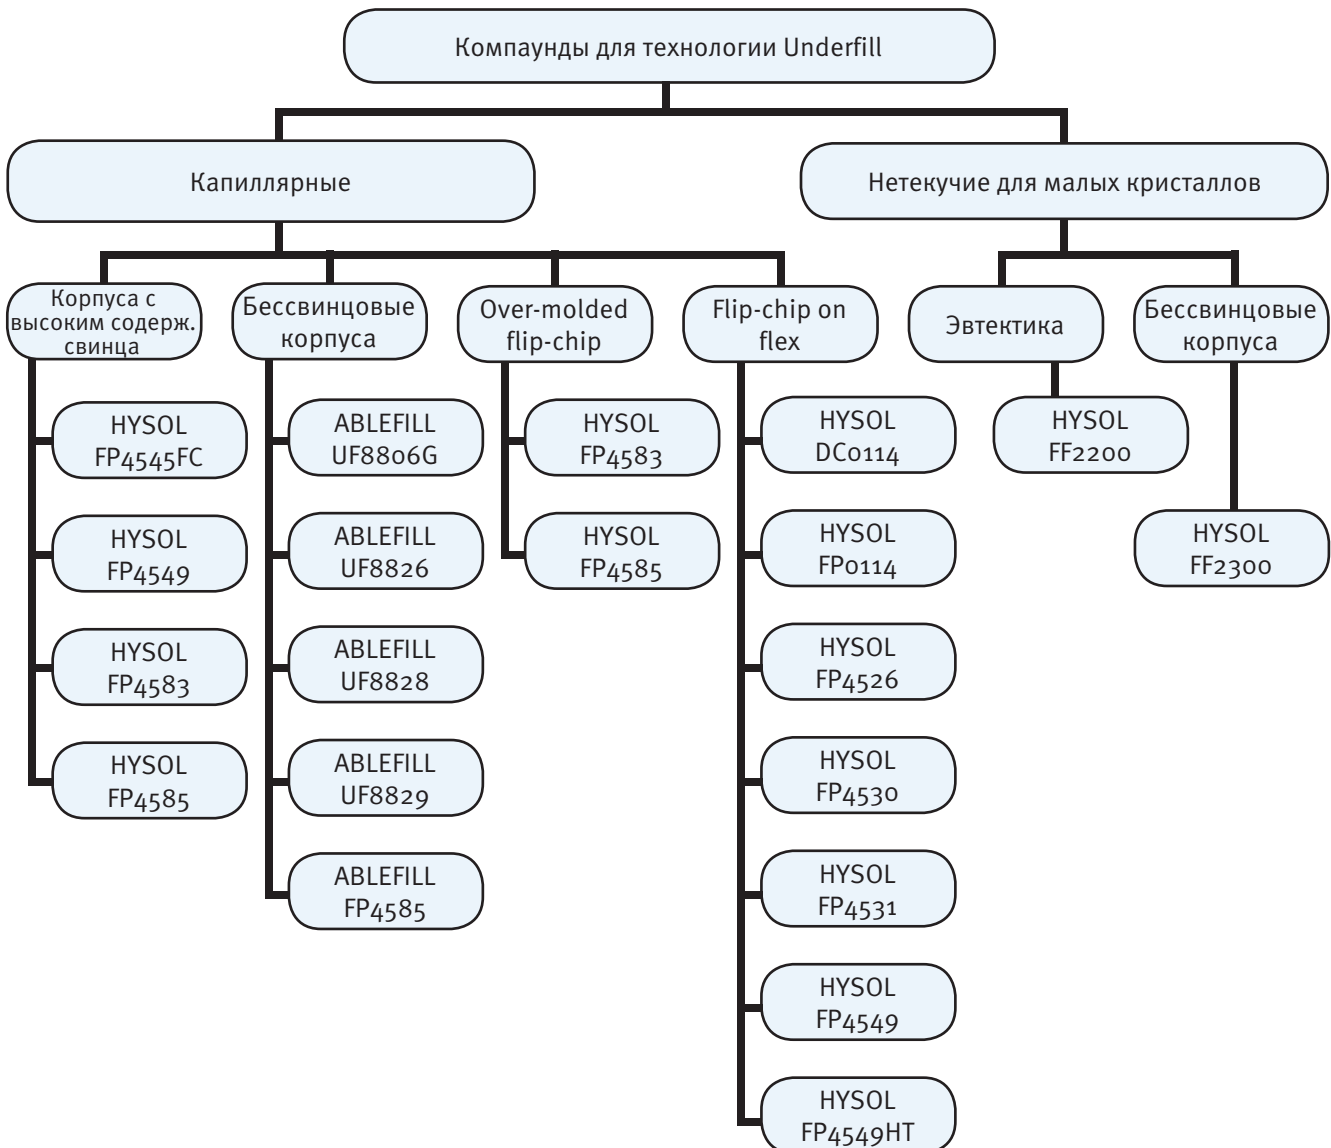 Компаунды для технологии Underfill
Капиллярные
Нетекучие для малых кристаллов
Корпуса с
высоким содерж.
свинца
Бессвинцовые
корпуса
Over-molded
flip-chip
Flip-chip on
flex
Эвтектика
Бессвинцовые
корпуса
HYSOL
FP4545FC
HYSOL
FP4549
HYSOL
FP4583
HYSOL
FP4585
ABLEFILL
UF8806G
ABLEFILL
UF8826
ABLEFILL
UF8828
ABLEFILL
UF8829
ABLEFILL
FP4585
HYSOL
FP4583
HYSOL
FP4585
HYSOL
DC0114
HYSOL
FP0114
HYSOL
FP4526
HYSOL
FP4530
HYSOL
FP4531
HYSOL
FP4549
HYSOL
FP4549HT
HYSOL
FF2200
HYSOL
FF2300